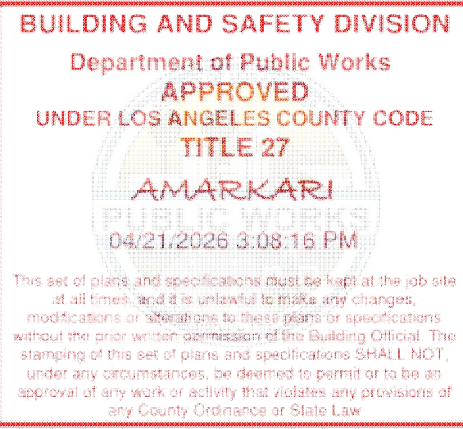 BUILDING AND SAFETY DIVISION
Department of Public Works
APPROVED
UNDER LOS ANGELES COUNTY CODE
TITLE 27
AMARKARI
PUBLIC WORKS
04/21/2026 3:08:16 PM
This set of plans and specifications must be kept at the job site
at all times, and it is unlawful to make any changes,
modifications or alterations to these plans or specifications
without the prior written permission of the Building Official. The
stamping of this set of plans and specifications SHALL NOT,
under any circumstances, be deemed to permit or to be an
approval of any work or activity that violates any provisions of
any County Ordinance or State Law